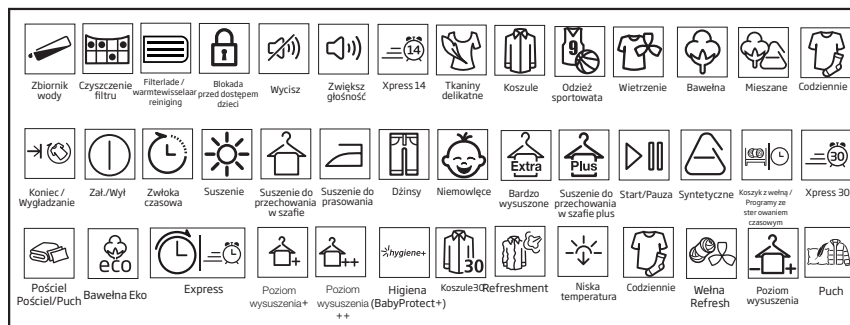 14
9
Zbiornik wody
Czyszczenie filtru
Filterlade / warmtewisselaar reiniging
Blokada przed dostępem dzieci
Wycisz
Zwiększ głośność
Xpress 14
Tkaniny delikatne
Koszule
Odzież sportowata
Wietrzenie
Bawełna
Mieszane
Codziennie
Extra
Plus
30
Koniec / Wygładzanie
Zał./Wył
Zwłoka czasowa
Suszenie
Suszenie do przechowywania w szafie
Suszenie do prasowania
Dżinsy
Niemowlęce
Bardzo wysuszone
Suszenie do przechowywania w szafie plus
Start/Pauza
Syntetyczne
Koszyk z wełną / Programy ze ster owaniem czasowym
Xpress 30
eco
+
++
hygiene+
30
- +
Pościel Pościel/Puch
Bawełna Eko
Express
Poziom wysuszenia+
Poziom wysuszenia ++
Higiena (BabyProtect+)
Koszule30
Refreshment
Niska temperatura
Codziennie
Wełna Refresh
Poziom wysuszenia
Puch